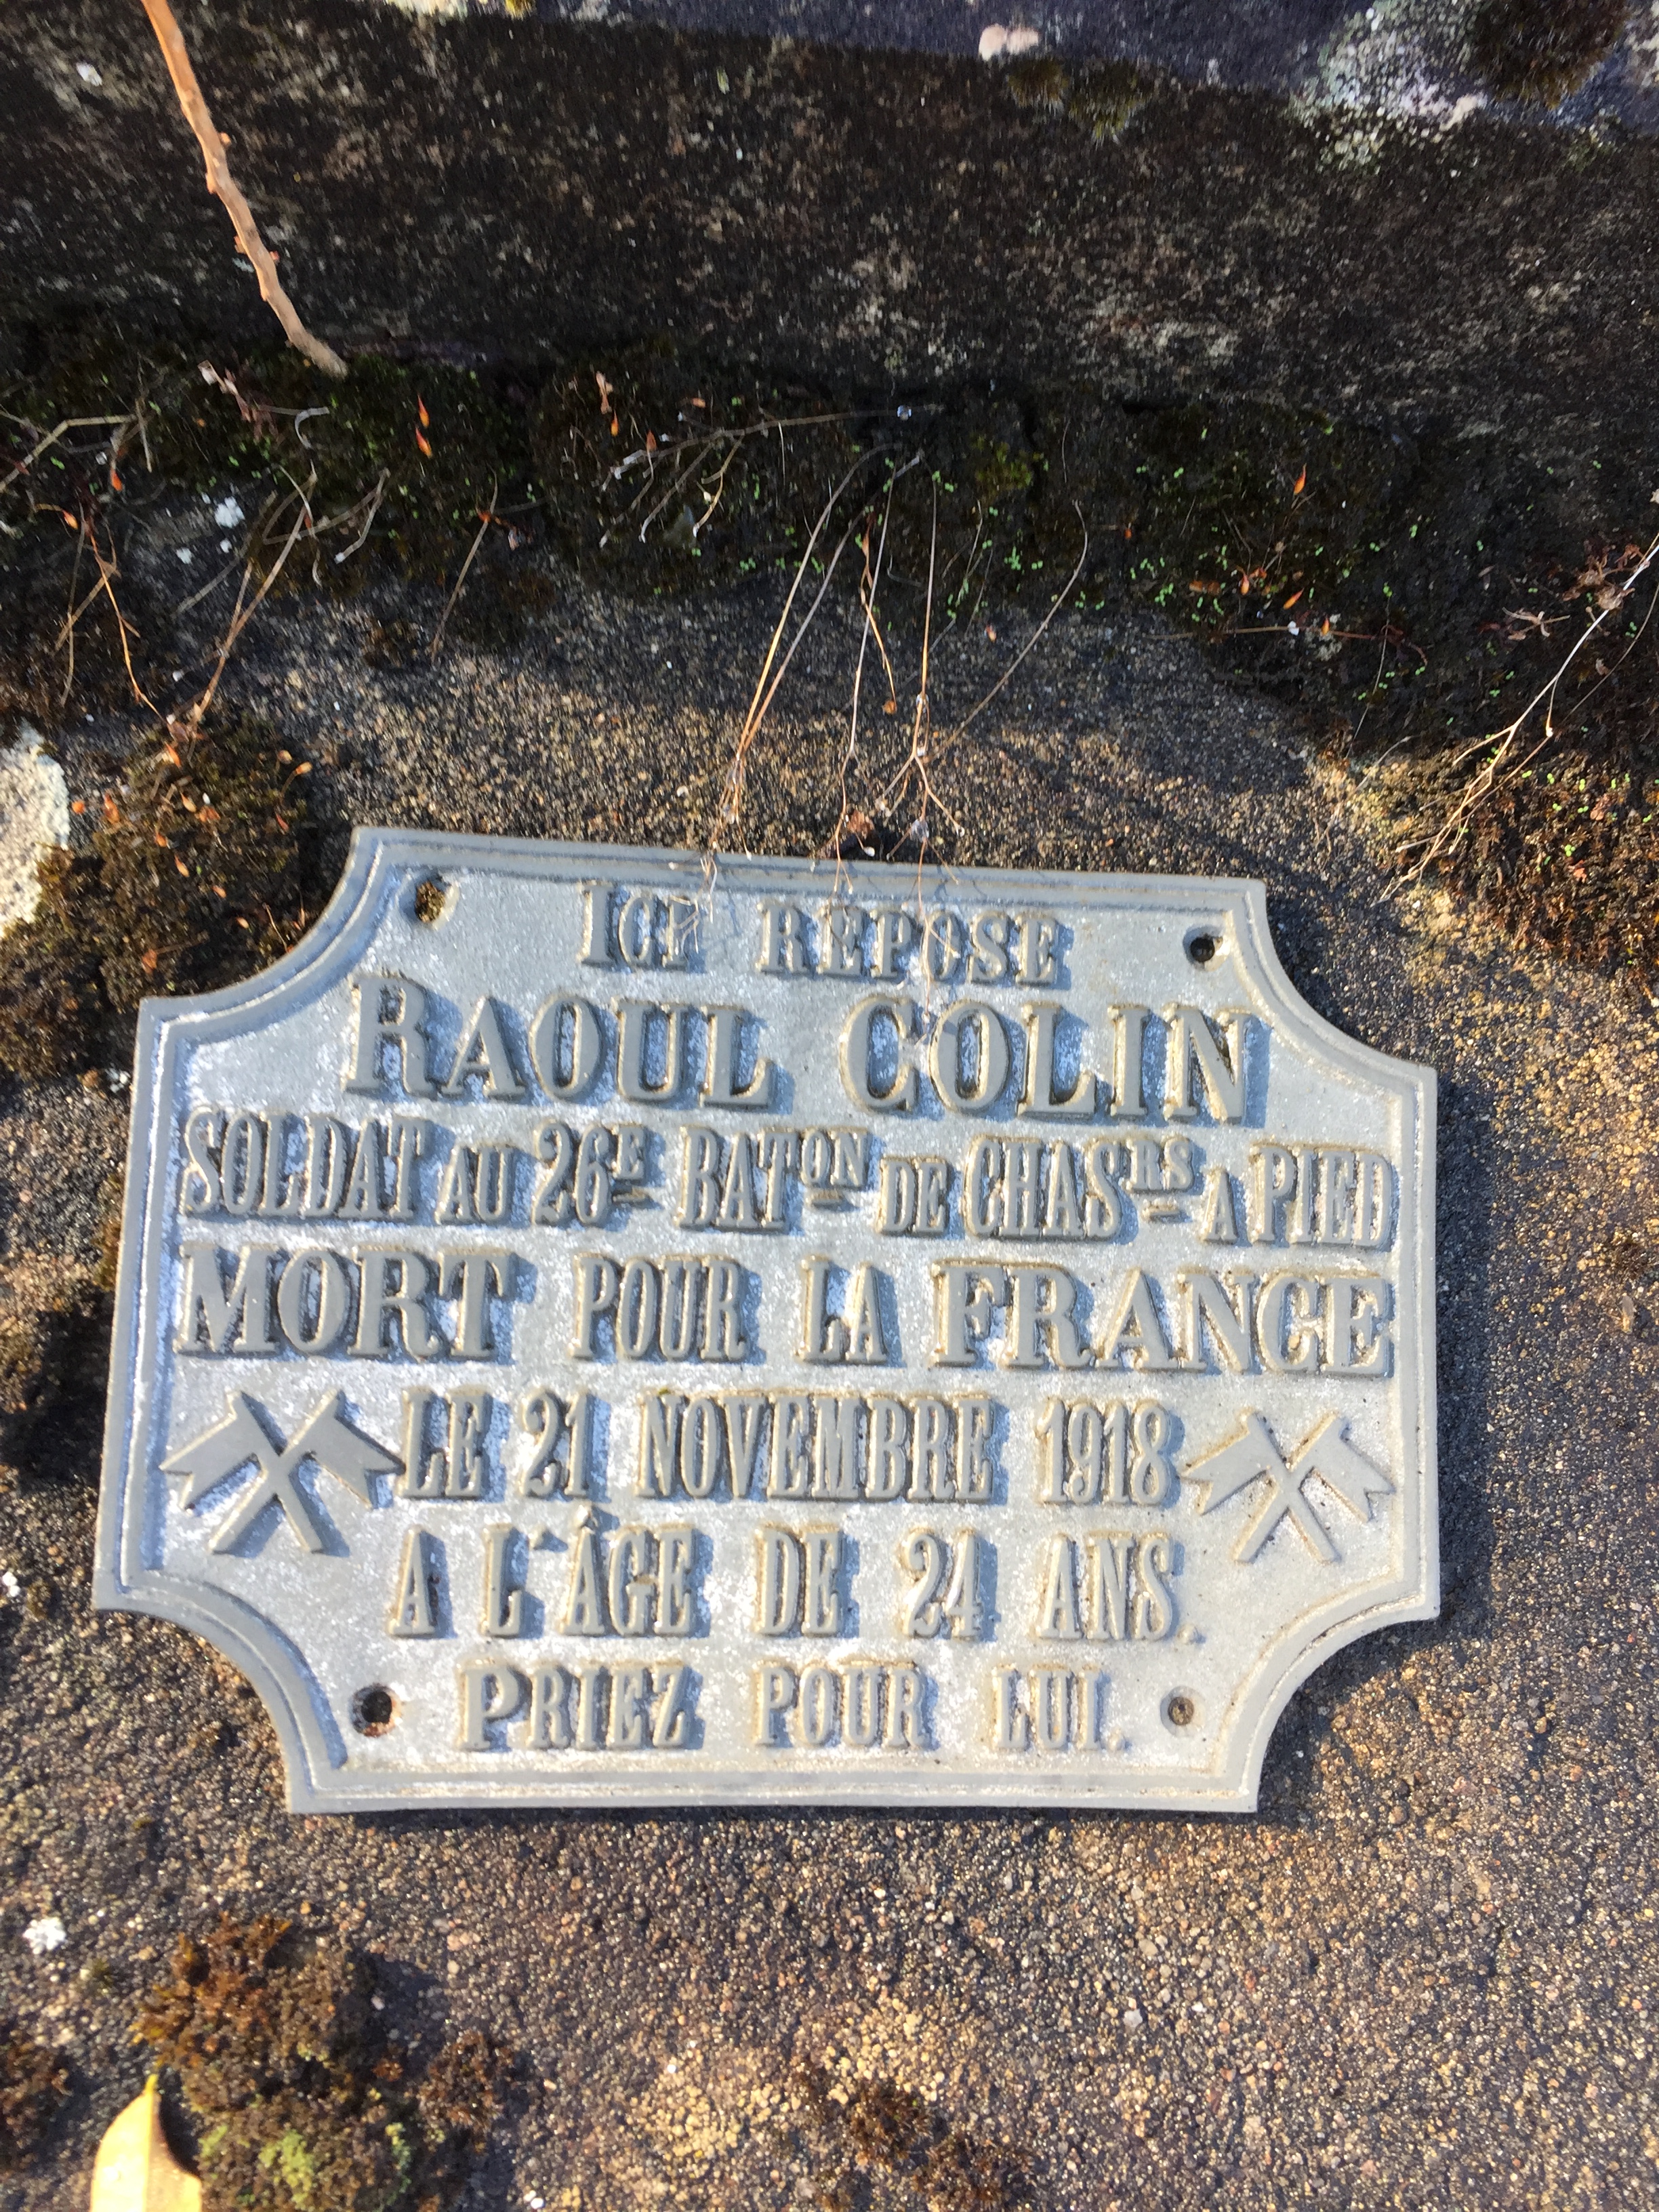 ICI REPOSE
RAOUL COLIN
SOLDAT AU 26E BATON DE CHASRS A PIED
MORT POUR LA FRANCE
LE 21 NOVEMBRE 1918
A L'ÂGE DE 24 ANS.
PRIEZ POUR LUI.